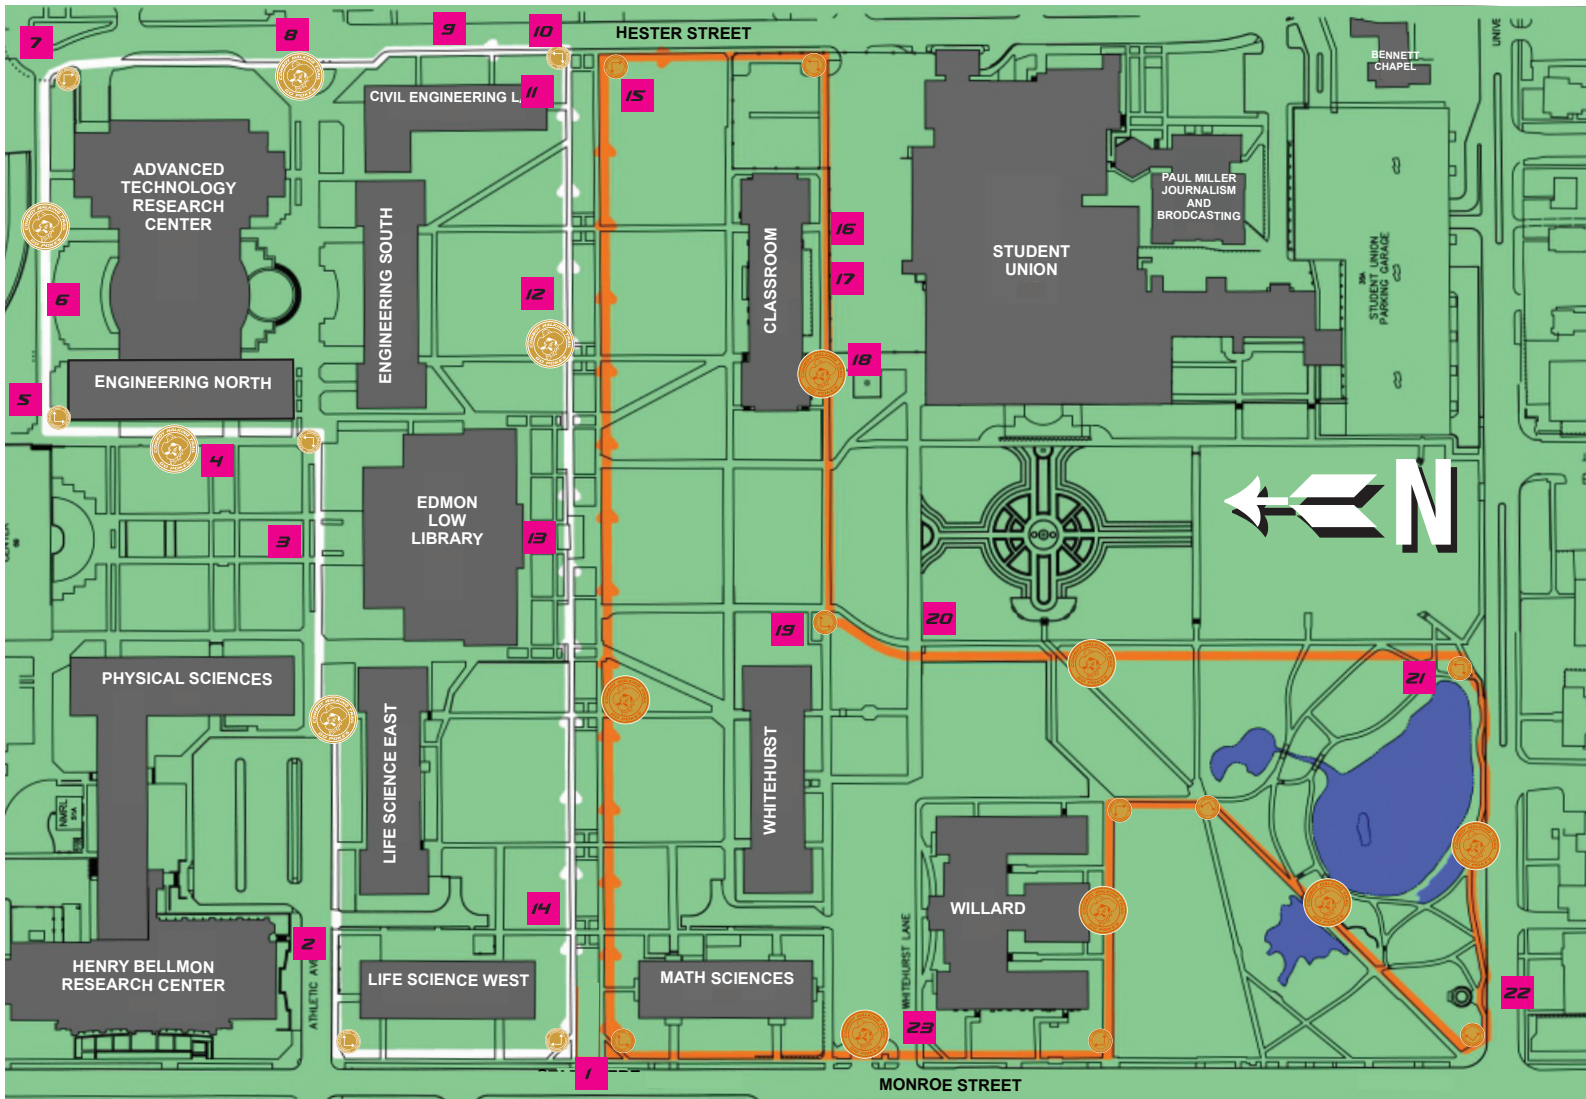 HESTER STREET
7
8
9
10
BENNETT
CHAPEL
UNIVE
CIVIL ENGINEERING L
11
15
ADVANCED
TECHNOLOGY
RESEARCH
CENTER
PAUL MILLER
JOURNALISM
AND
BRODCASTING
ENGINEERING SOUTH
CLASSROOM
16
STUDENT
UNION
35A
STUDENT UNION
PARKING GARAGE
6
12
17
18
ENGINEERING NORTH
5
4
N
EDMON
LOW
LIBRARY
3
13
19
20
21
PHYSICAL SCIENCES
LIFE SCIENCE EAST
WHITEHURST
NMRL
14
WILLARD
2
WHITEHURST LANE
ATHLETIC AV
HENRY BELLMON
RESEARCH CENTER
LIFE SCIENCE WEST
MATH SCIENCES
22
23
1
MONROE STREET